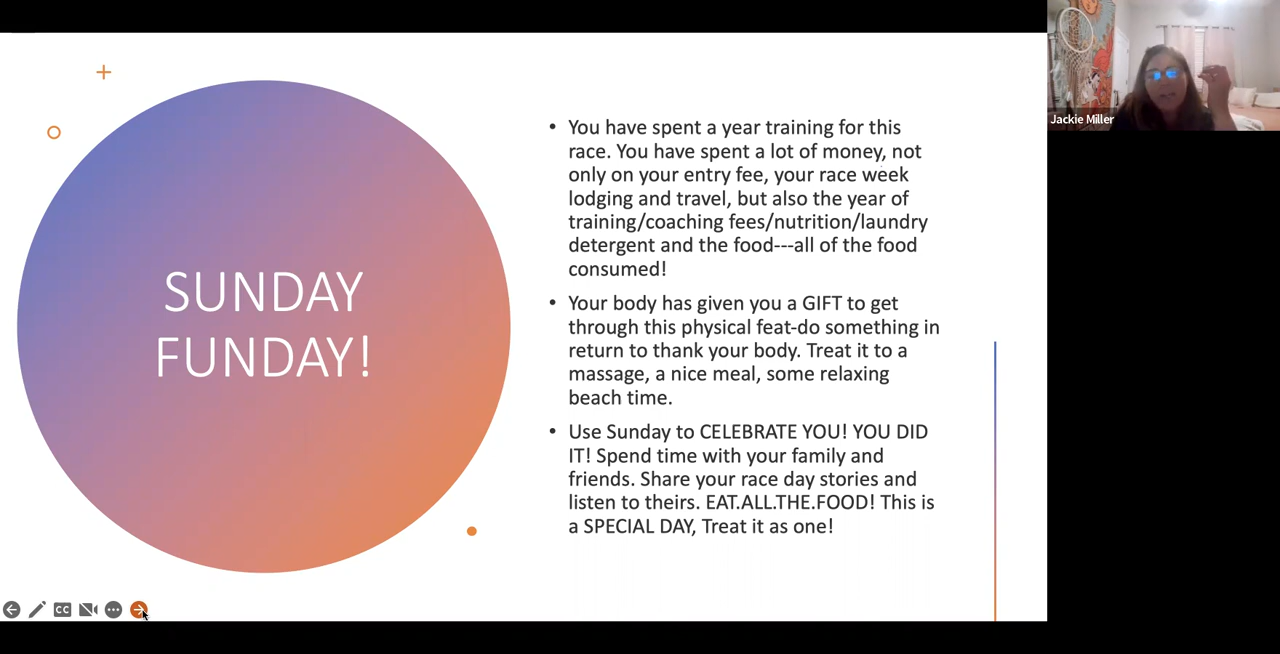 SUNDAY
FUNDAY!
You have spent a year training for this
race. You have spent a lot of money, not
only on your entry fee, your race week
lodging and travel, but also the year of
training/coaching fees/nutrition/laundry
detergent and the food---all of the food
consumed!
Your body has given you a GIFT to get
through this physical feat-do something in
return to thank your body. Treat it to a
massage, a nice meal, some relaxing
beach time.
Use Sunday to CELEBRATE YOU! YOU DID
IT! Spend time with your family and
friends. Share your race day stories and
listen to theirs. EAT.ALL.THE.FOOD! This is
a SPECIAL DAY, Treat it as one!
Jackie Miller
CC